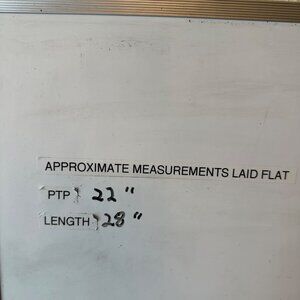 APPROXIMATE MEASUREMENTS LAID FLAT
PTP 22"
LENGTH 28"